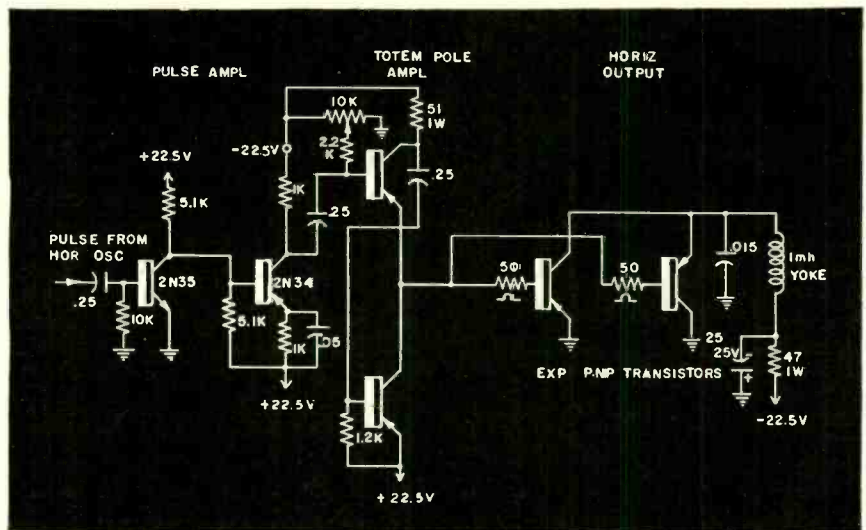 PULSE AMPL
TOTEM POLE
AMPL
HORIZ
OUTPUT
+22.5V
5.1K
PULSE FROM
HOR OSC
.25
10K
2N35
-22.5V
1K
10K
2.2
K
51
1W
.25
.25
2N34
5.1K
1K
.05
+22.5V
1.2K
+22.5V
50
50
.015
1mh
YOKE
25
25V
-
+
47
1W
EXP P-N-P TRANSISTORS
-22.5V